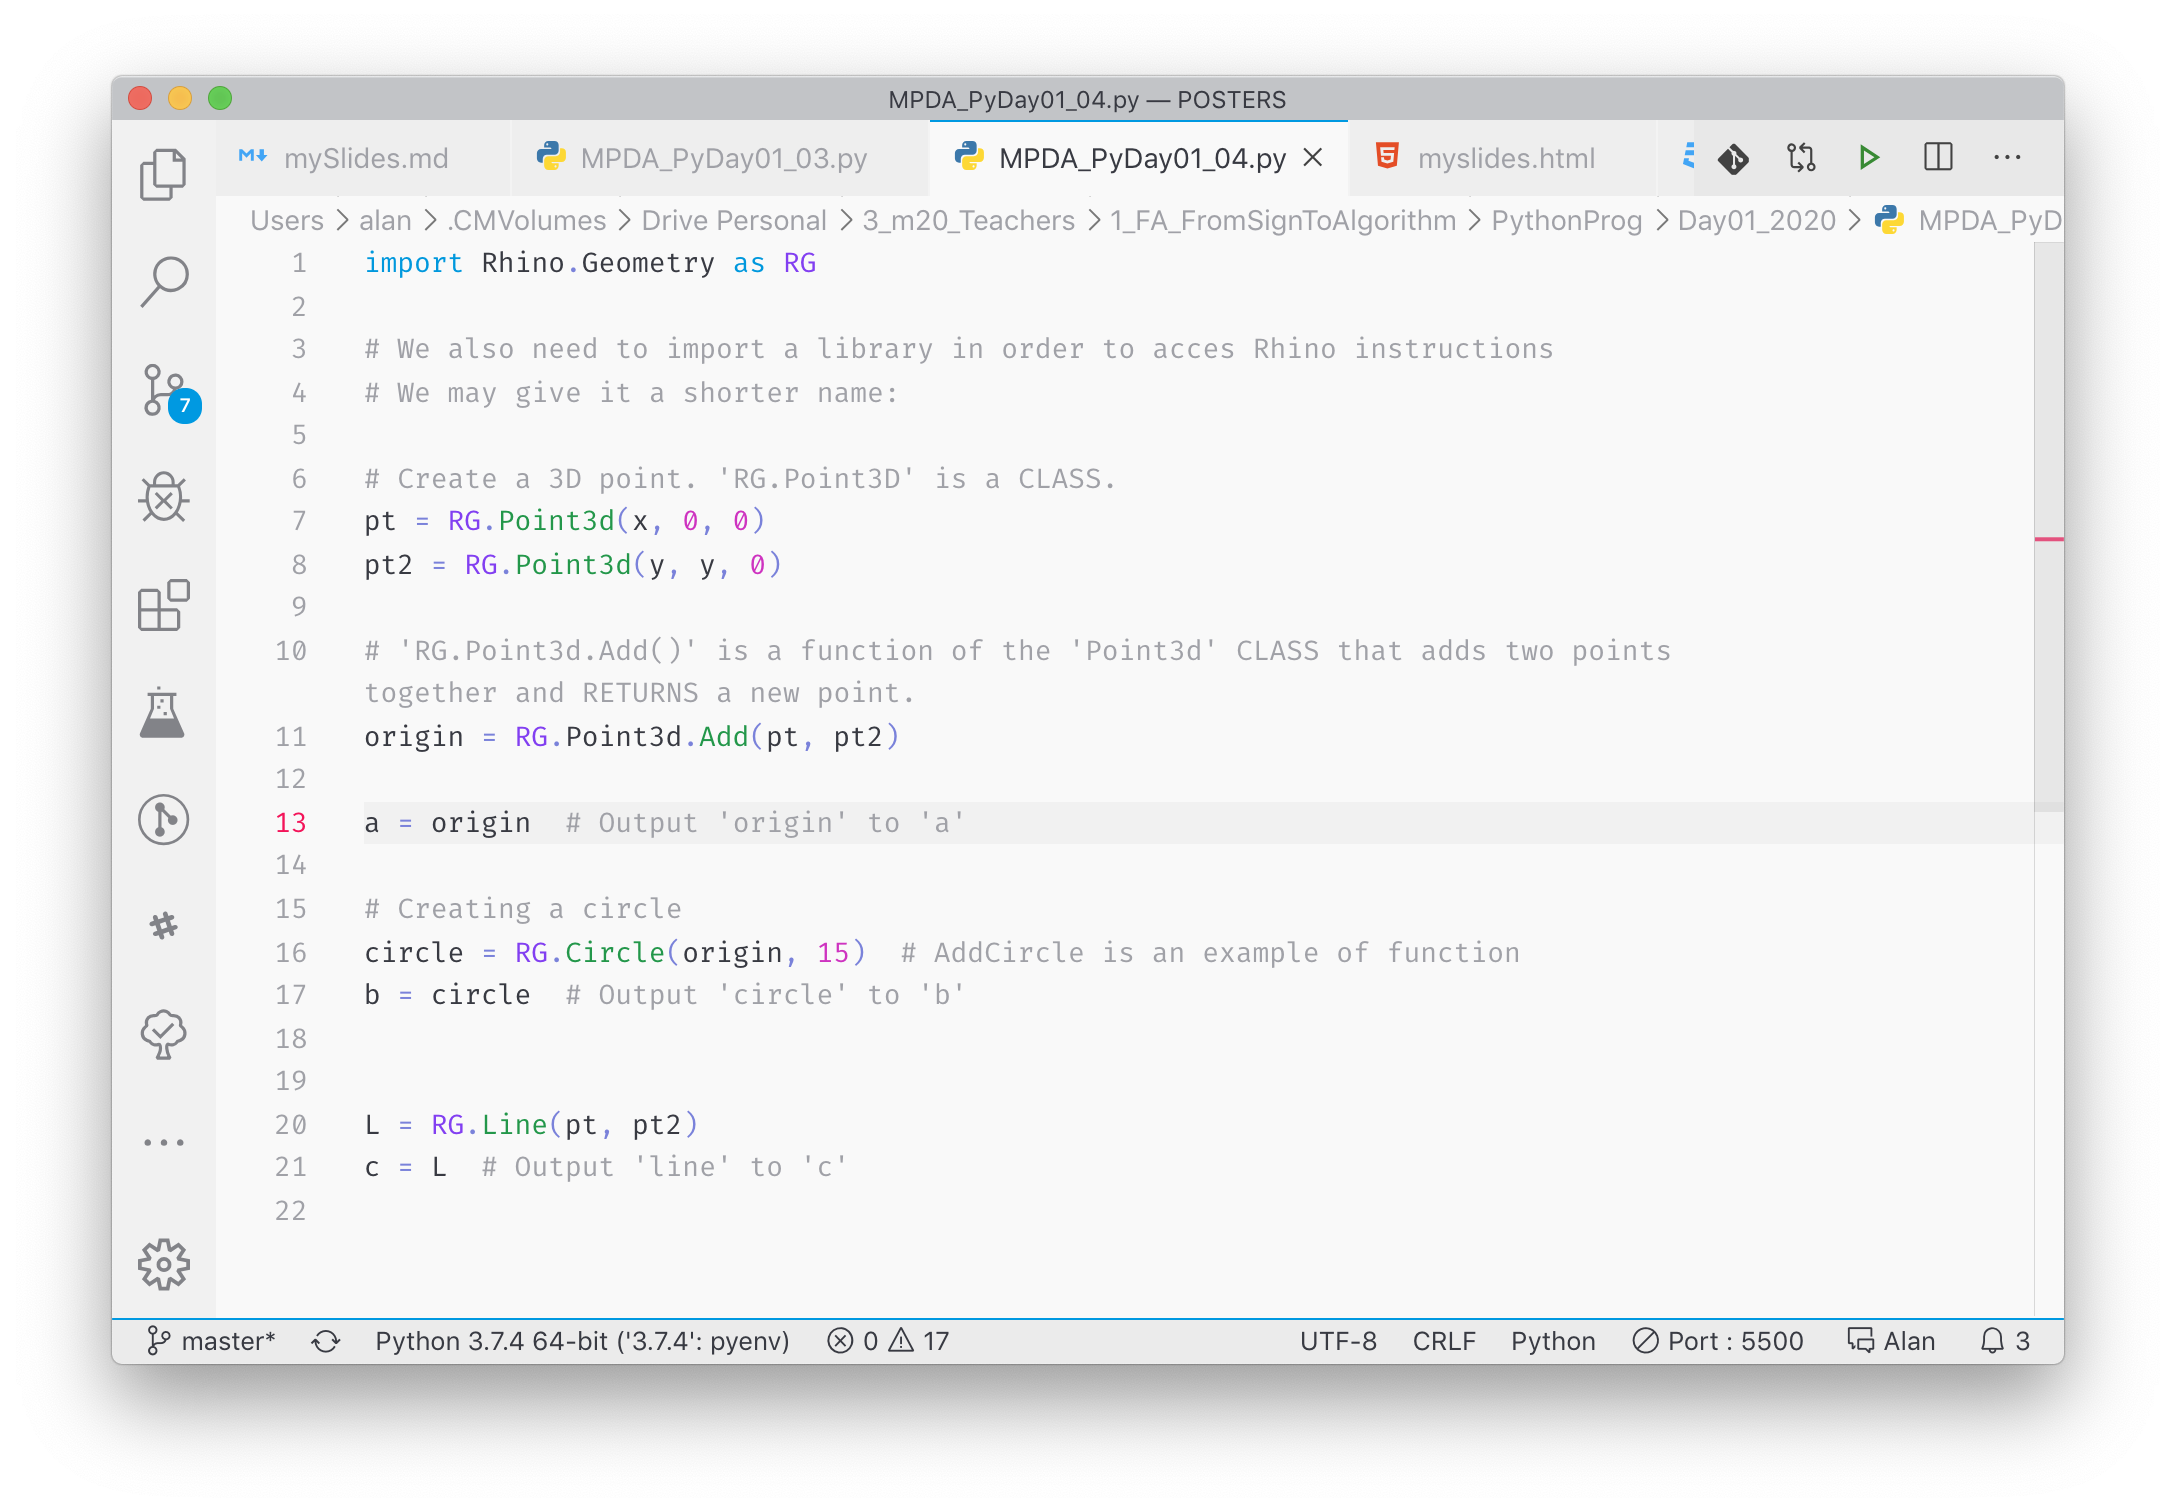 MPDA_PyDay01_04.py — POSTERS
mySlides.md MPDA_PyDay01_03.py MPDA_PyDay01_04.py myslides.html
Users > alan > .CMVolumes > Drive Personal > 3_m20_Teachers > 1_FA_FromSignToAlgorithm > PythonProg > Day01_2020 > MPDA_PyD
1 import Rhino.Geometry as RG
2
3 # We also need to import a library in order to acces Rhino instructions
4 # We may give it a shorter name:
5
6 # Create a 3D point. 'RG.Point3D' is a CLASS.
7 pt = RG.Point3d(x, 0, 0)
8 pt2 = RG.Point3d(y, y, 0)
9
10 # 'RG.Point3d.Add()' is a function of the 'Point3d' CLASS that adds two points
together and RETURNS a new point.
11 origin = RG.Point3d.Add(pt, pt2)
12
13 a = origin  # Output 'origin' to 'a'
14
15 # Creating a circle
16 circle = RG.Circle(origin, 15)  # AddCircle is an example of function
17 b = circle  # Output 'circle' to 'b'
18
19
20 L = RG.Line(pt, pt2)
21 c = L  # Output 'line' to 'c'
22
7
master* Python 3.7.4 64-bit ('3.7.4': pyenv) 0 17 UTF-8 CRLF Python Port : 5500 Alan 3